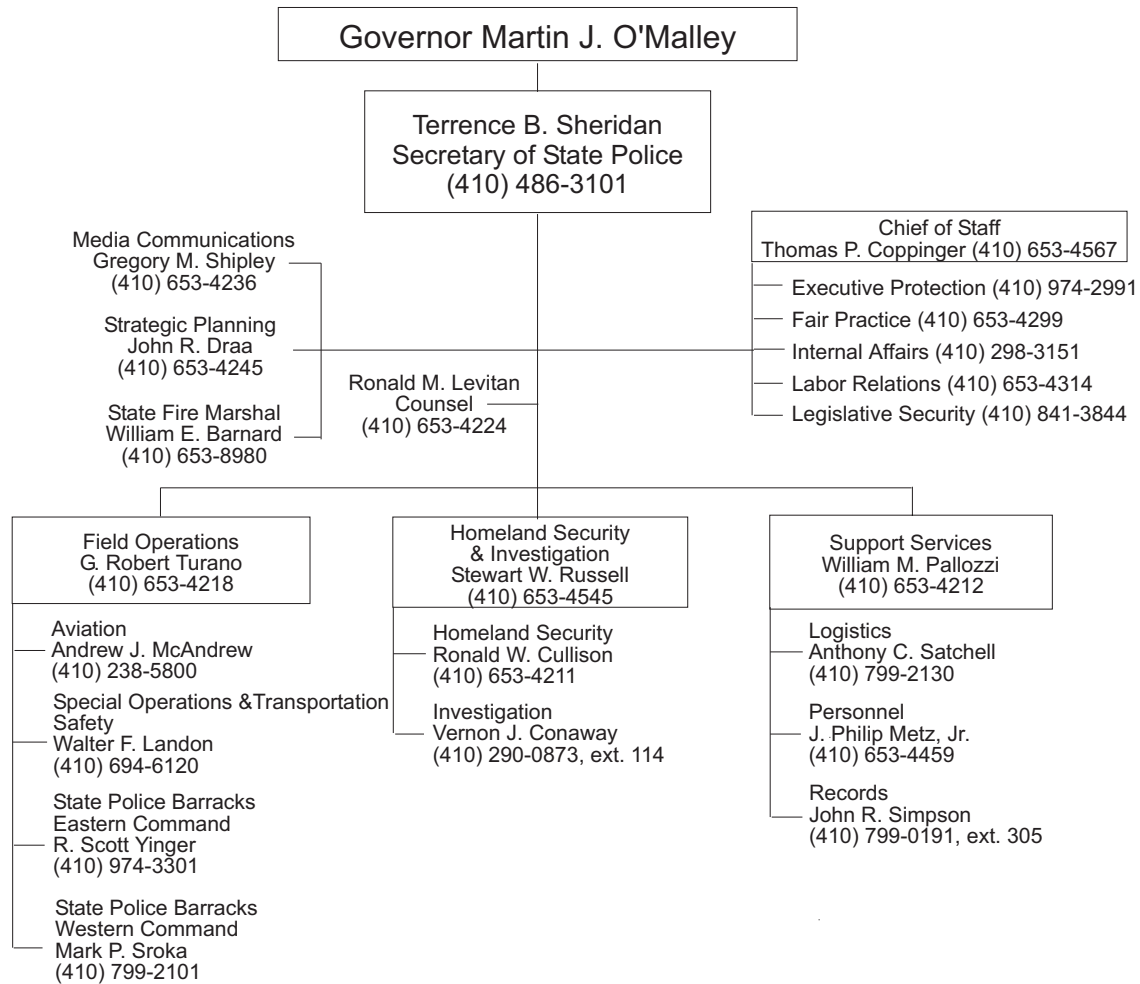 Governor Martin J. O'Malley
Terrence B. Sheridan
Secretary of State Police
(410) 486-3101
Media Communications
Gregory M. Shipley
(410) 653-4236
Strategic Planning
John R. Draa
(410) 653-4245
State Fire Marshal
William E. Barnard
(410) 653-8980
Ronald M. Levitan
Counsel
(410) 653-4224
Chief of Staff
Thomas P. Coppinger (410) 653-4567
Executive Protection (410) 974-2991
Fair Practice (410) 653-4299
Internal Affairs (410) 298-3151
Labor Relations (410) 653-4314
Legislative Security (410) 841-3844
Field Operations
G. Robert Turano
(410) 653-4218
Aviation
Andrew J. McAndrew
(410) 238-5800
Special Operations &Transportation
Safety
Walter F. Landon
(410) 694-6120
State Police Barracks
Eastern Command
R. Scott Yinger
(410) 974-3301
State Police Barracks
Western Command
Mark P. Sroka
(410) 799-2101
Homeland Security
& Investigation
Stewart W. Russell
(410) 653-4545
Homeland Security
Ronald W. Cullison
(410) 653-4211
Investigation
Vernon J. Conaway
(410) 290-0873, ext. 114
Support Services
William M. Pallozzi
(410) 653-4212
Logistics
Anthony C. Satchell
(410) 799-2130
Personnel
J. Philip Metz, Jr.
(410) 653-4459
Records
John R. Simpson
(410) 799-0191, ext. 305